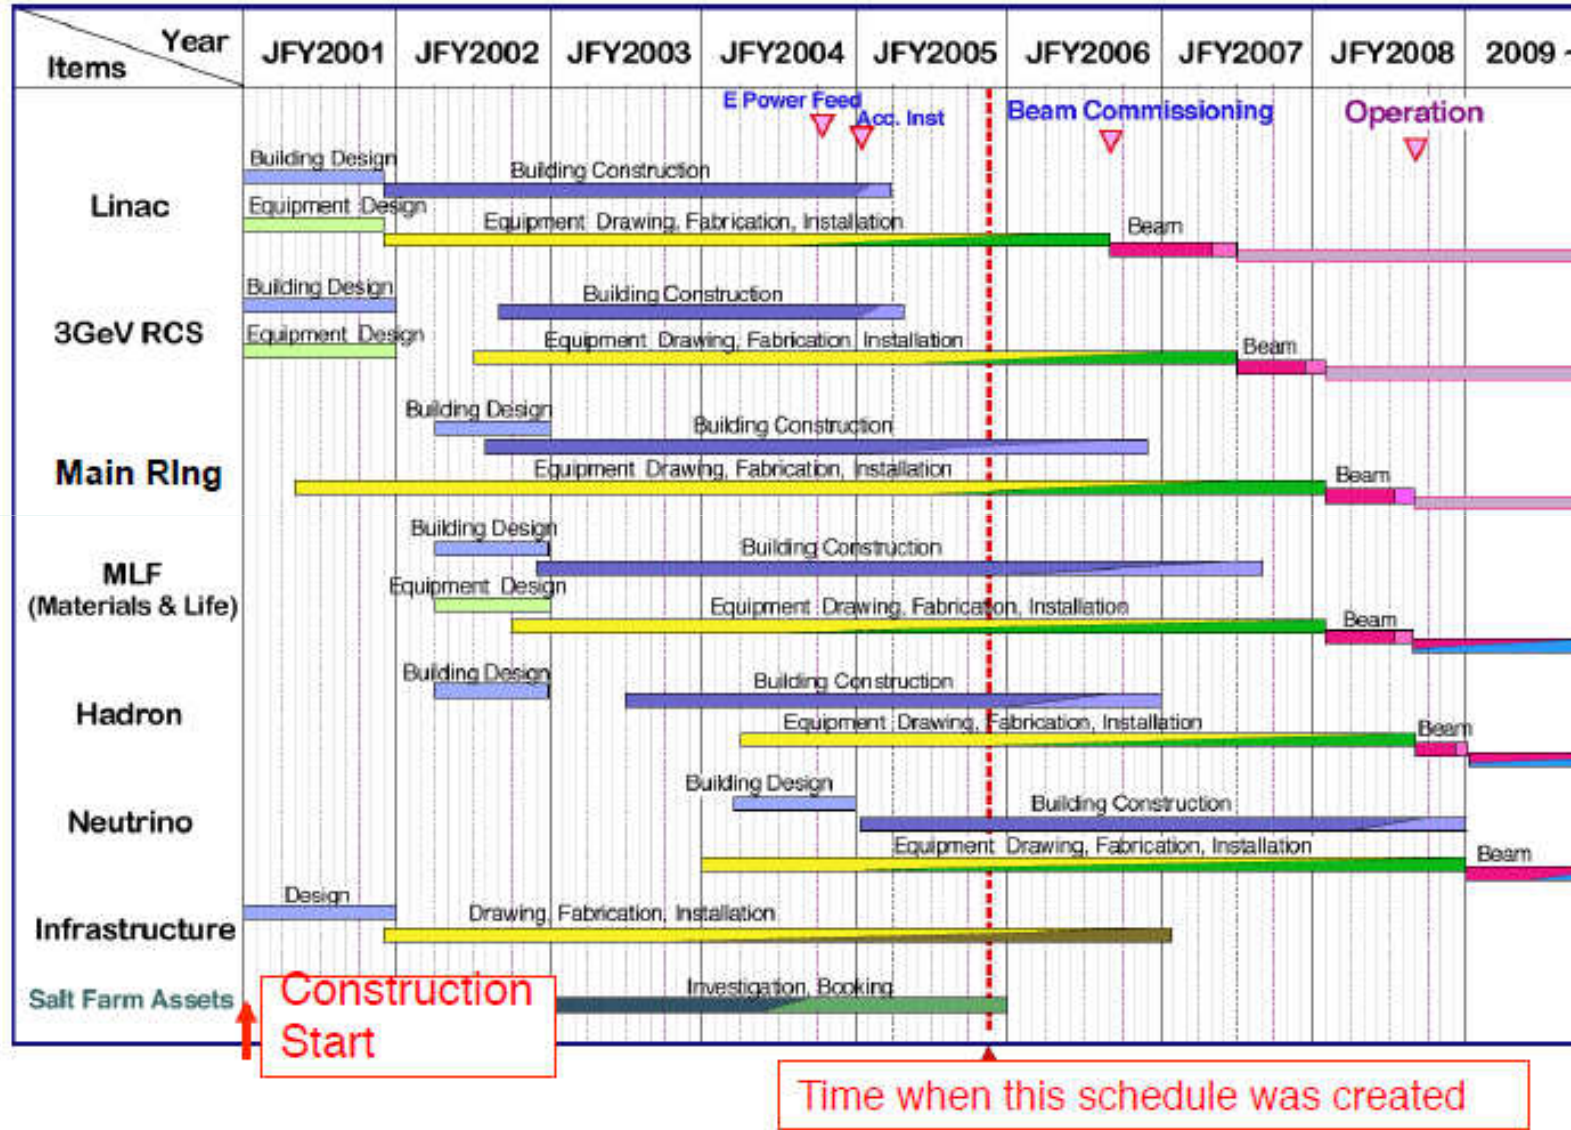 Year
Items
JFY2001 JFY2002 JFY2003 JFY2004 JFY2005 JFY2006 JFY2007 JFY2008 2009 ~
E Power Feed
Acc. Inst
Beam Commissioning
Operation
Linac
Building Design
Building Construction
Equipment Design
Equipment Drawing, Fabrication, Installation
Beam
3GeV RCS
Building Design
Building Construction
Equipment Design
Equipment Drawing, Fabrication, Installation
Beam
Main RIng
Building Design
Building Construction
Equipment Drawing, Fabrication, Installation
Beam
MLF
(Materials & Life)
Building Design
Building Construction
Equipment Design
Equipment Drawing, Fabrication, Installation
Beam
Hadron
Building Design
Building Construction
Equipment Drawing, Fabrication, Installation
Beam
Neutrino
Building Design
Building Construction
Equipment Drawing, Fabrication, Installation
Beam
Infrastructure
Design
Drawing, Fabrication, Installation
Salt Farm Assets
Investigation, Booking
Construction
Start
Time when this schedule was created